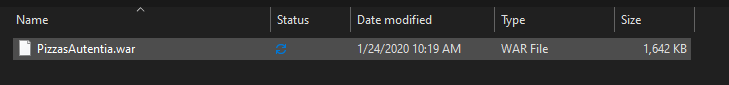 Name Status Date modified Type Size
PizzasAutentia.war 1/24/2020 10:19 AM WAR File 1,642 KB